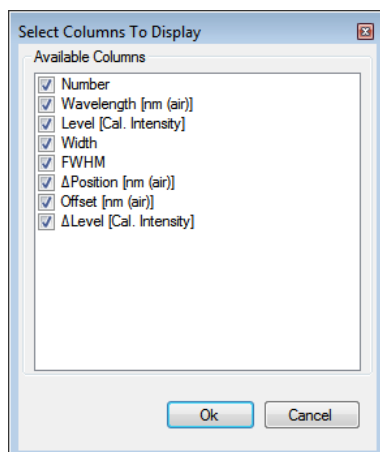 Select Columns To Display
Available Columns
Number
Wavelength [nm (air)]
Level [Cal. Intensity]
Width
FWHM
ΔPosition [nm (air)]
Offset [nm (air)]
ΔLevel [Cal. Intensity]
Ok Cancel